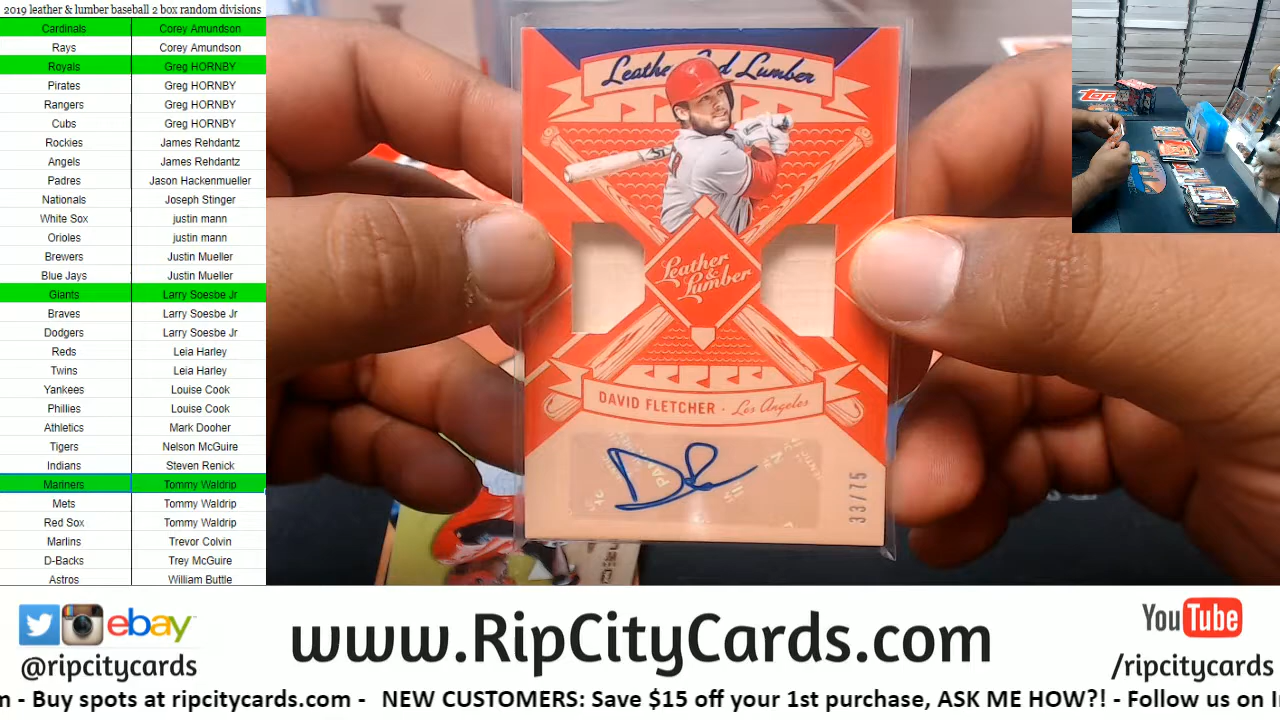 2019 leather & lumber baseball 2 box random divisions
Cardinals Corey Amundson
Rays Corey Amundson
Royals Greg HORNBY
Pirates Greg HORNBY
Rangers Greg HORNBY
Cubs Greg HORNBY
Rockies James Rehdantz
Angels James Rehdantz
Padres Jason Hackenmueller
Nationals Joseph Stinger
White Sox justin mann
Orioles justin mann
Brewers Justin Mueller
Blue Jays Justin Mueller
Giants Larry Soesbe Jr
Braves Larry Soesbe Jr
Dodgers Larry Soesbe Jr
Reds Leia Harley
Twins Leia Harley
Yankees Louise Cook
Phillies Louise Cook
Athletics Mark Dooher
Tigers Nelson McGuire
Indians Steven Renick
Mariners Tommy Waldrip
Mets Tommy Waldrip
Red Sox Tommy Waldrip
Marlins Trevor Colvin
D-Backs Trey McGuire
Astros William Buttle
Leather and Lumber
Leather
& Lumber
DAVID FLETCHER · Los Angeles
33/75
Topps
ebay
@ripcitycards
www.RipCityCards.com
YouTube
/ripcitycards
m - Buy spots at ripcitycards.com - NEW CUSTOMERS: Save $15 off your 1st purchase, ASK ME HOW?! - Follow us on I